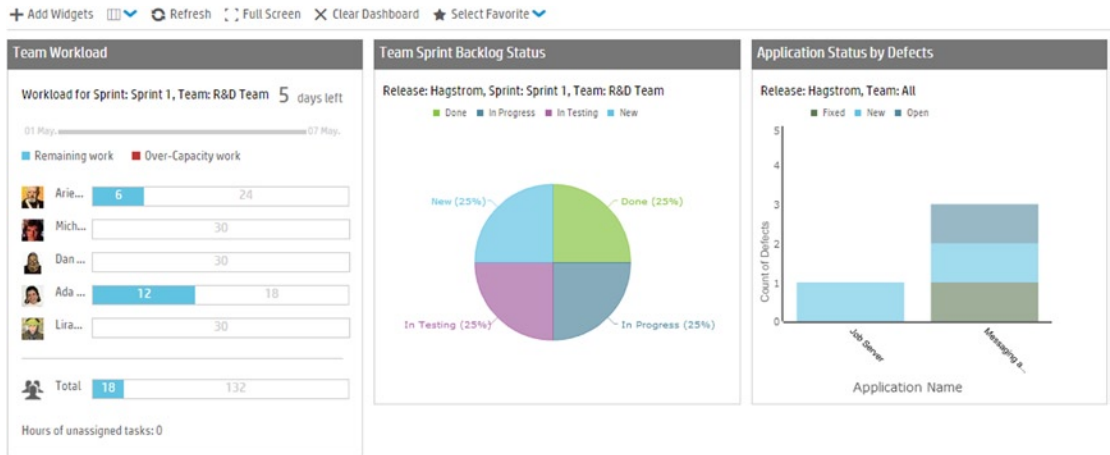 Add Widgets Refresh Full Screen Clear Dashboard Select Favorite
Team Workload
Workload for Sprint: Sprint 1, Team: R&D Team 5 days left
01 May. 07 May.
Remaining work Over-Capacity work
Arie... 6 24
Mich... 30
Dan ... 30
Ada ... 12 18
Lira... 30
Total 18 132
Hours of unassigned tasks: 0
Team Sprint Backlog Status
Release: Hagstrom, Sprint: Sprint 1, Team: R&D Team
Done In Progress In Testing New
New (25%) Done (25%)
In Testing (25%) In Progress (25%)
Application Status by Defects
Release: Hagstrom, Team: All
Fixed New Open
5
4
3
2
1
0
Count of Defects
Job Server
Messaging a...
Application Name